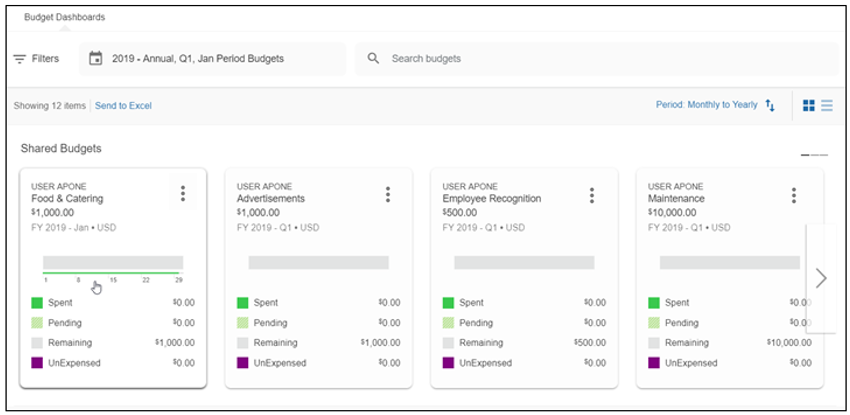 Budget Dashboards
Filters
2019 - Annual, Q1, Jan Period Budgets
Search budgets
Showing 12 items
Send to Excel
Period: Monthly to Yearly
Shared Budgets
USER APONE
Food & Catering
$1,000.00
FY 2019 - Jan • USD
1 8 15 22 29
Spent $0.00
Pending $0.00
Remaining $1,000.00
UnExpensed $0.00
USER APONE
Advertisements
$1,000.00
FY 2019 - Q1 • USD
Spent $0.00
Pending $0.00
Remaining $1,000.00
UnExpensed $0.00
USER APONE
Employee Recognition
$500.00
FY 2019 - Q1 • USD
Spent $0.00
Pending $0.00
Remaining $500.00
UnExpensed $0.00
USER APONE
Maintenance
$10,000.00
FY 2019 - Q1 • USD
Spent $0.00
Pending $0.00
Remaining $10,000.00
UnExpensed $0.00